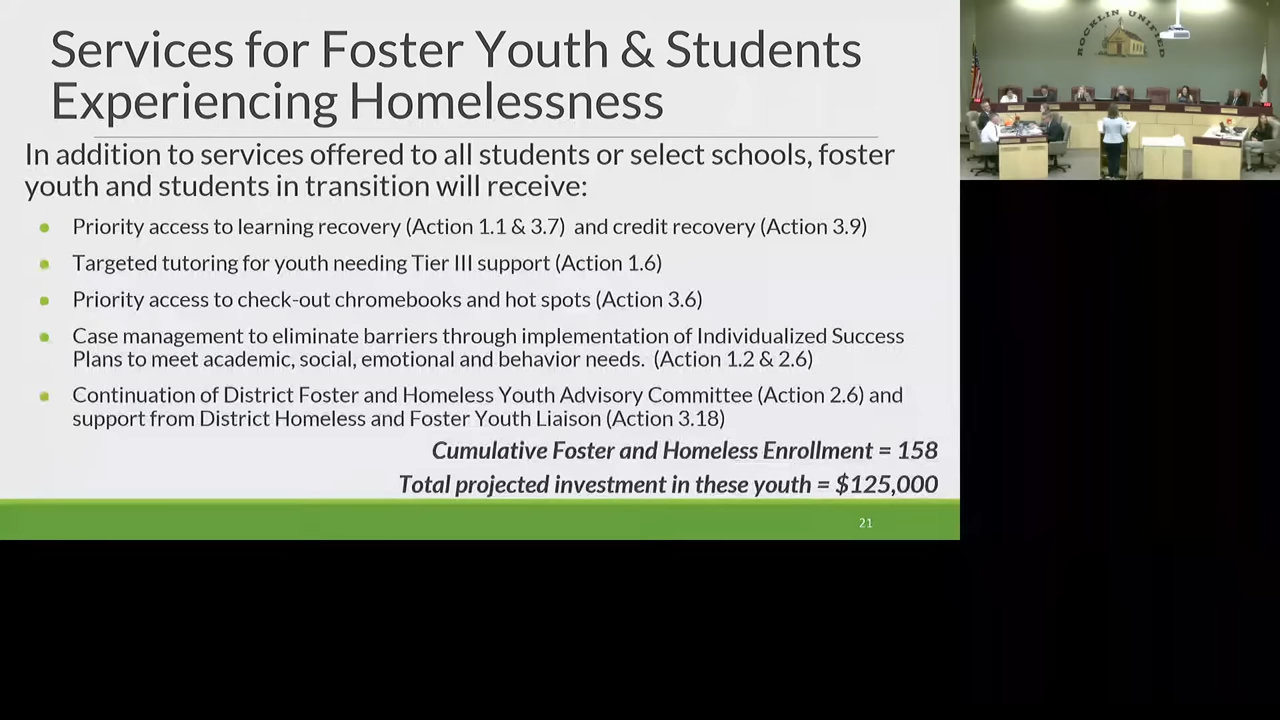 Services for Foster Youth & Students
Experiencing Homelessness
In addition to services offered to all students or select schools, foster
youth and students in transition will receive:
Priority access to learning recovery (Action 1.1 & 3.7) and credit recovery (Action 3.9)
Targeted tutoring for youth needing Tier III support (Action 1.6)
Priority access to check-out chromebooks and hot spots (Action 3.6)
Case management to eliminate barriers through implementation of Individualized Success
Plans to meet academic, social, emotional and behavior needs. (Action 1.2 & 2.6)
Continuation of District Foster and Homeless Youth Advisory Committee (Action 2.6) and
support from District Homeless and Foster Youth Liaison (Action 3.18)
Cumulative Foster and Homeless Enrollment = 158
Total projected investment in these youth = $125,000
21
ROCKLIN UNIFIED